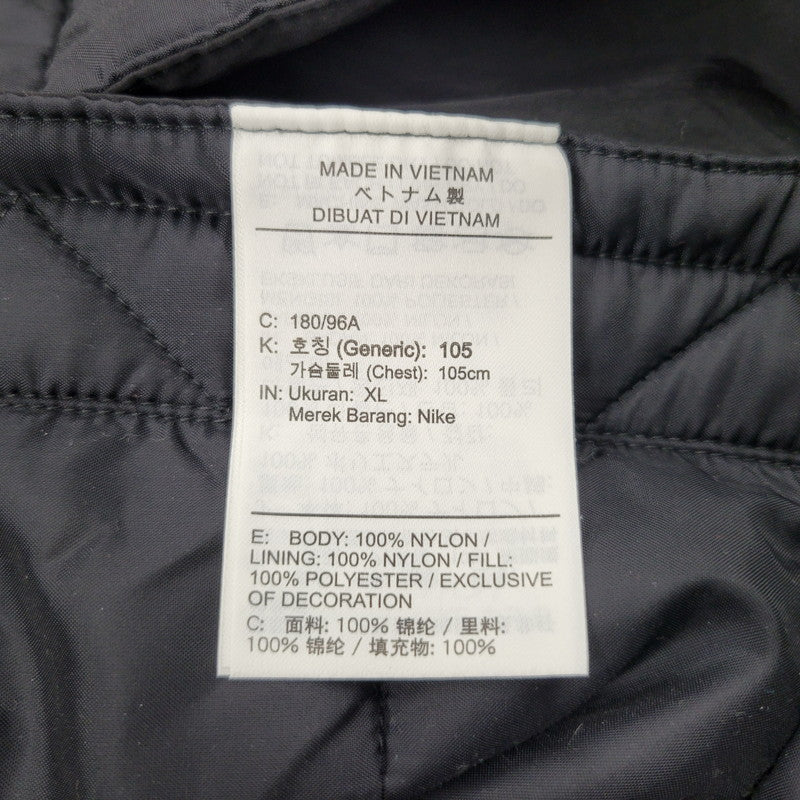 MADE IN VIETNAM
ベトナム製
DIBUAT DI VIETNAM
C: 180/96A
K: 호칭 (Generic): 105
가슴둘레 (Chest): 105cm
IN: Ukuran: XL
Merek Barang: Nike
E: BODY: 100% NYLON /
LINING: 100% NYLON / FILL:
100% POLYESTER / EXCLUSIVE
OF DECORATION
C: 面料: 100% 锦纶 / 里料:
100% 锦纶 / 填充物: 100%